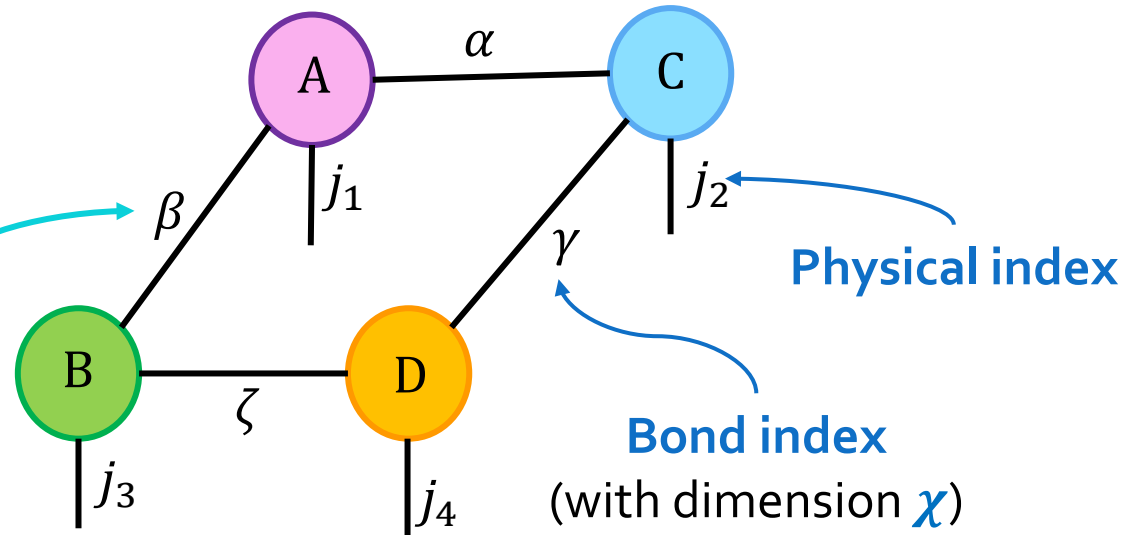 α
A
C
j₁
j₂
β
γ
Physical index
B
D
ζ
Bond index
j₃
j₄
(with dimension χ)